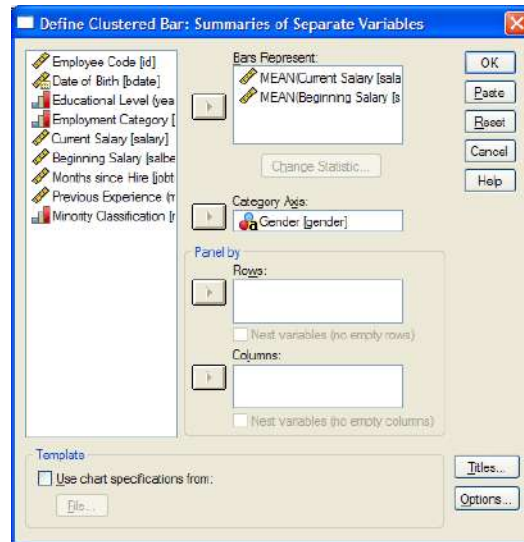 Define Clustered Bar: Summaries of Separate Variables
Employee Code [id]
Date of Birth [bdate]
Educational Level (yea
Employment Category [
Current Salary [salary]
Beginning Salary [salbe
Months since Hire [jobt
Previous Experience (m
Minority Classification [m
Bars Represent:
MEAN(Current Salary [sala
MEAN(Beginning Salary [s
Change Statistic...
Category Axis:
Gender [gender]
Panel by
Rows:
Nest variables (no empty rows)
Columns:
Nest variables (no empty columns)
OK
Paste
Reset
Cancel
Help
Template
Use chart specifications from:
File...
Titles...
Options...